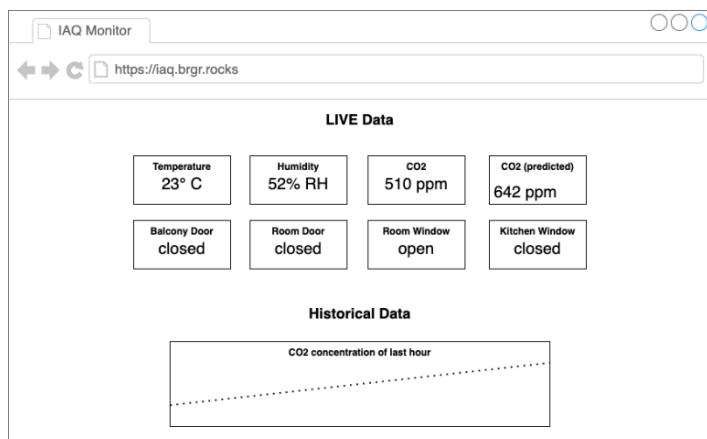 IAQ Monitor
https://iaq.brgr.rocks
LIVE Data
Temperature
23° C
Humidity
52% RH
CO2
510 ppm
CO2 (predicted)
642 ppm
Balcony Door
closed
Room Door
closed
Room Window
open
Kitchen Window
closed
Historical Data
CO2 concentration of last hour